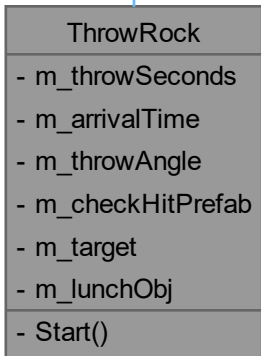 ThrowRock
- m_throwSeconds
- m_arrivalTime
- m_throwAngle
- m_checkHitPrefab
- m_target
- m_lunchObj
- Start()